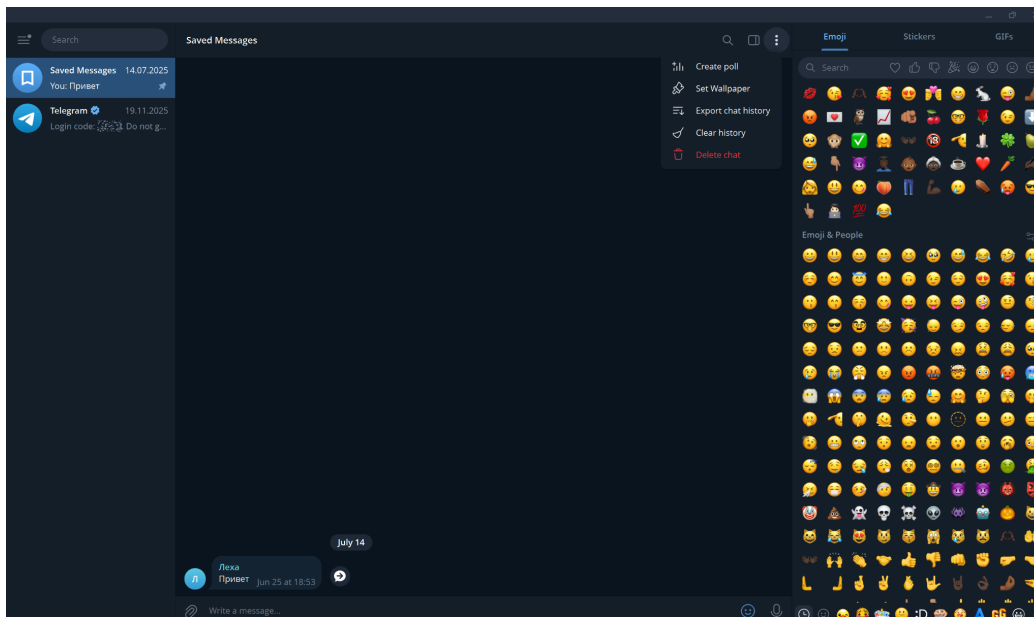 Search
Saved Messages 14.07.2025
You: Привет
Telegram 19.11.2025
Login code: Do not g...
Saved Messages
Create poll
Set Wallpaper
Export chat history
Clear history
Delete chat
July 14
Леха
Привет Jun 25 at 18:53
Л
Write a message...
Emoji Stickers GIFs
Search
Emoji & People